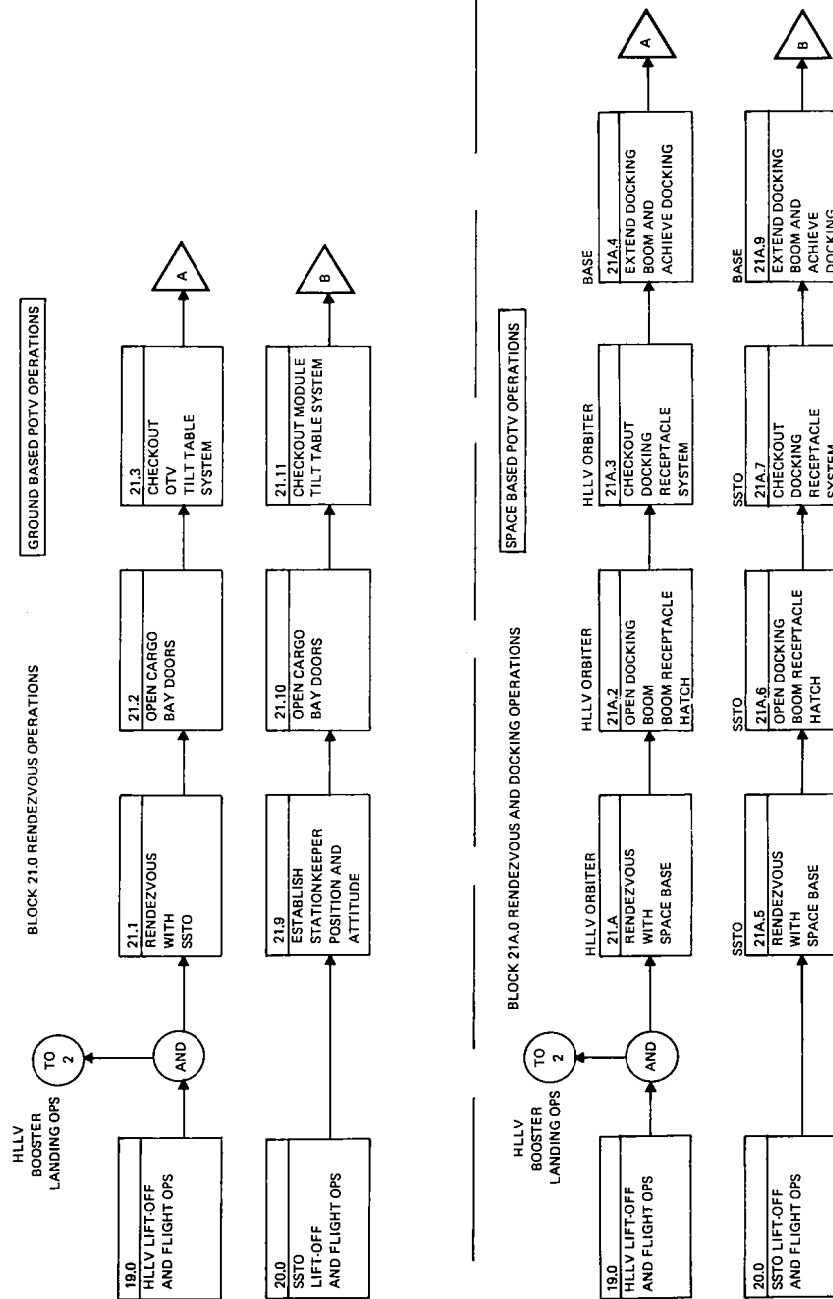 GROUND BASED POTV OPERATIONS
BLOCK 21.0 RENDEZVOUS OPERATIONS
HLLV
BOOSTER
LANDING OPS
TO
2
AND
19.0
HLLV LIFT-OFF
AND FLIGHT OPS
21.1
RENDEZVOUS
WITH
SSTO
21.2
OPEN CARGO
BAY DOORS
21.3
CHECKOUT
OTV
TILT TABLE
SYSTEM
A
20.0
SSTO
LIFT-OFF
AND FLIGHT OPS
21.9
ESTABLISH
STATIONKEEPER
POSITION AND
ATTITUDE
21.10
OPEN CARGO
BAY DOORS
21.11
CHECKOUT MODULE
TILT TABLE SYSTEM
B
SPACE BASED POTV OPERATIONS
BLOCK 21A.0 RENDEZVOUS AND DOCKING OPERATIONS
HLLV
BOOSTER
LANDING OPS
TO
2
AND
19.0
HLLV LIFT-OFF
AND FLIGHT OPS
HLLV ORBITER
21.A
RENDEZVOUS
WITH
SPACE BASE
HLLV ORBITER
21A.2
OPEN DOCKING
BOOM
BOOM RECEPTACLE
HATCH
HLLV ORBITER
21A.3
CHECKOUT
DOCKING
RECEPTACLE
SYSTEM
BASE
21A.4
EXTEND DOCKING
BOOM AND
ACHIEVE DOCKING
A
20.0
SSTO LIFT-OFF
AND FLIGHT OPS
SSTO
21A.5
RENDEZVOUS
WITH
SPACE BASE
SSTO
21A.6
OPEN DOCKING
BOOM RECEPTACLE
HATCH
SSTO
21A.7
CHECKOUT
DOCKING
RECEPTACLE
SYSTEM
BASE
21A.9
EXTEND DOCKING
BOOM AND
ACHIEVE
DOCKING
B